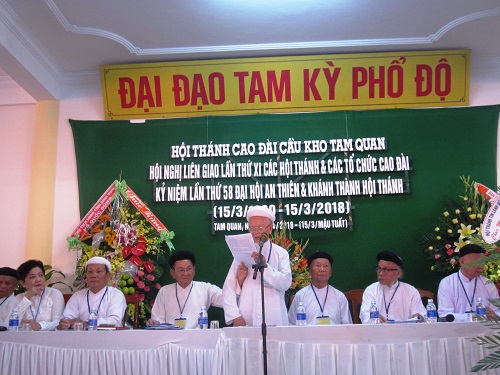 ĐẠI ĐẠO TAM KỲ PHỔ ĐỘ
HỘI THÁNH CAO ĐÀI CẦU KHO TAM QUAN
HỘI NGHỊ LIÊN GIAO LẦN THỨ XI CÁC HỘI THÁNH & CÁC TỔ CHỨC CAO ĐÀI
KỶ NIỆM LẦN THỨ 58 ĐẠI HỘI AN THIÊN & KHÁNH THÀNH HỘI THÁNH
(15/3/ - 15/3/2018)
TAM QUAN, /2018 - (15/3/MẬU TUẤT)